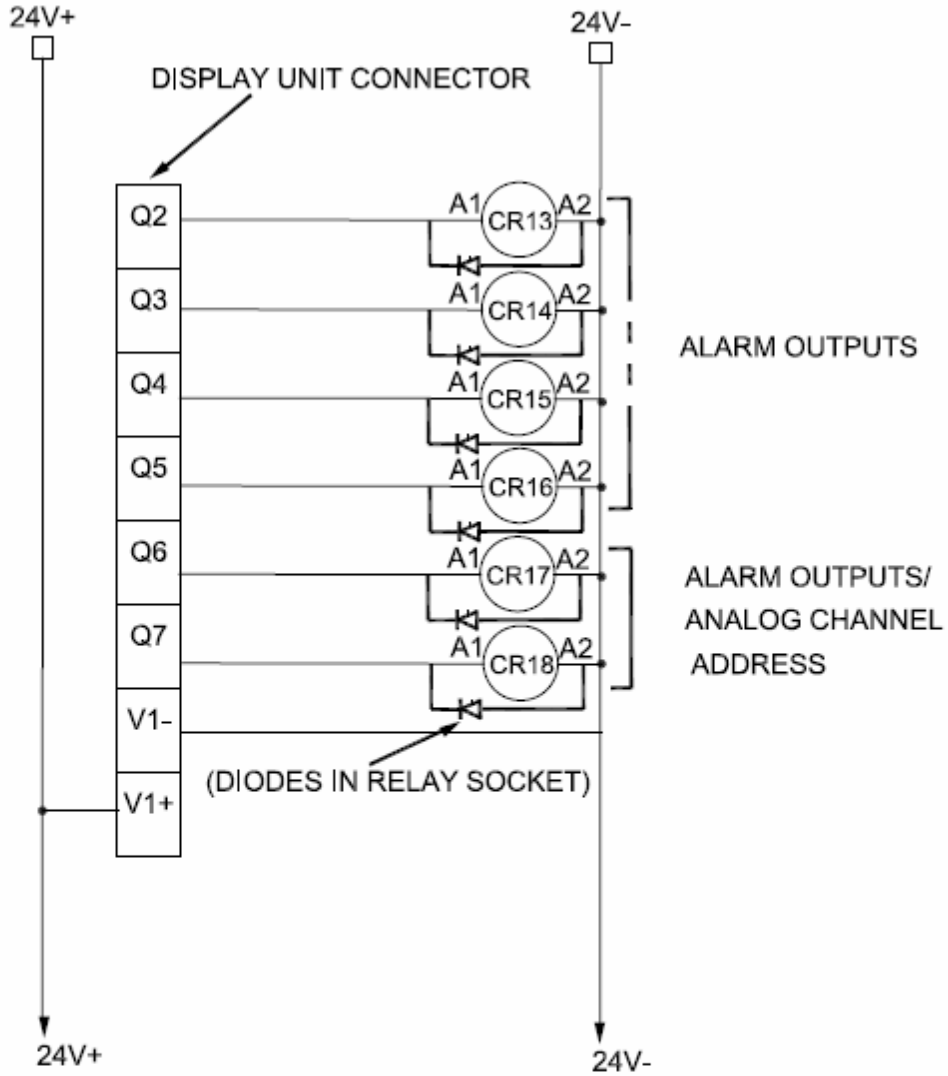 24V+
24V-
DISPLAY UNIT CONNECTOR
Q2
A1
CR13
A2
Q3
A1
CR14
A2
ALARM OUTPUTS
Q4
A1
CR15
A2
Q5
A1
CR16
A2
Q6
A1
CR17
A2
ALARM OUTPUTS/
ANALOG CHANNEL
ADDRESS
Q7
A1
CR18
A2
V1-
(DIODES IN RELAY SOCKET)
V1+
24V+
24V-